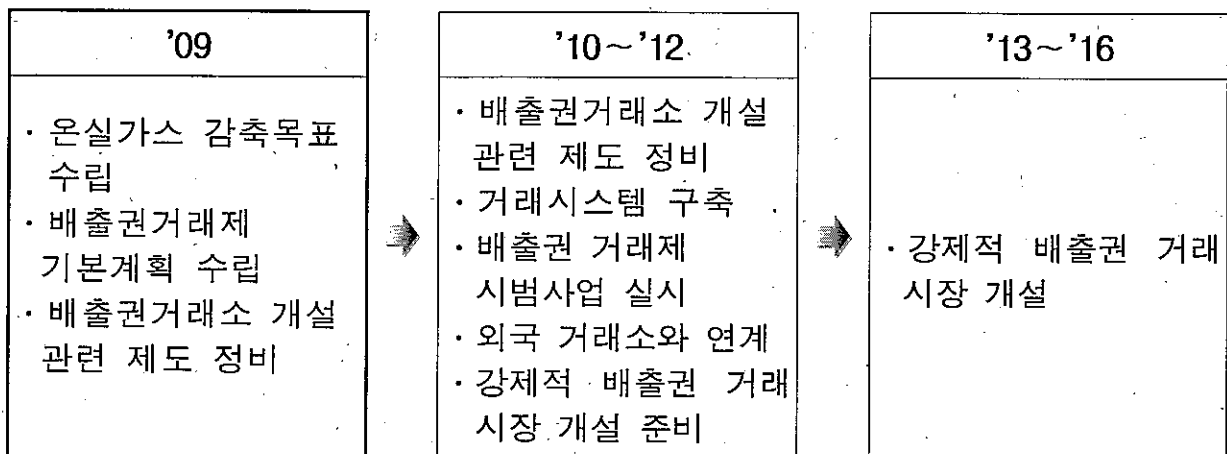 '09
· 온실가스 감축목표
수립
· 배출권거래제
기본계획 수립
· 배출권거래소 개설
관련 제도 정비
'10~'12
· 배출권거래소 개설
관련 제도 정비
· 거래시스템 구축
· 배출권 거래제
시범사업 실시
· 외국 거래소와 연계
· 강제적 배출권 거래
시장 개설 준비
'13~'16
· 강제적 배출권 거래
시장 개설